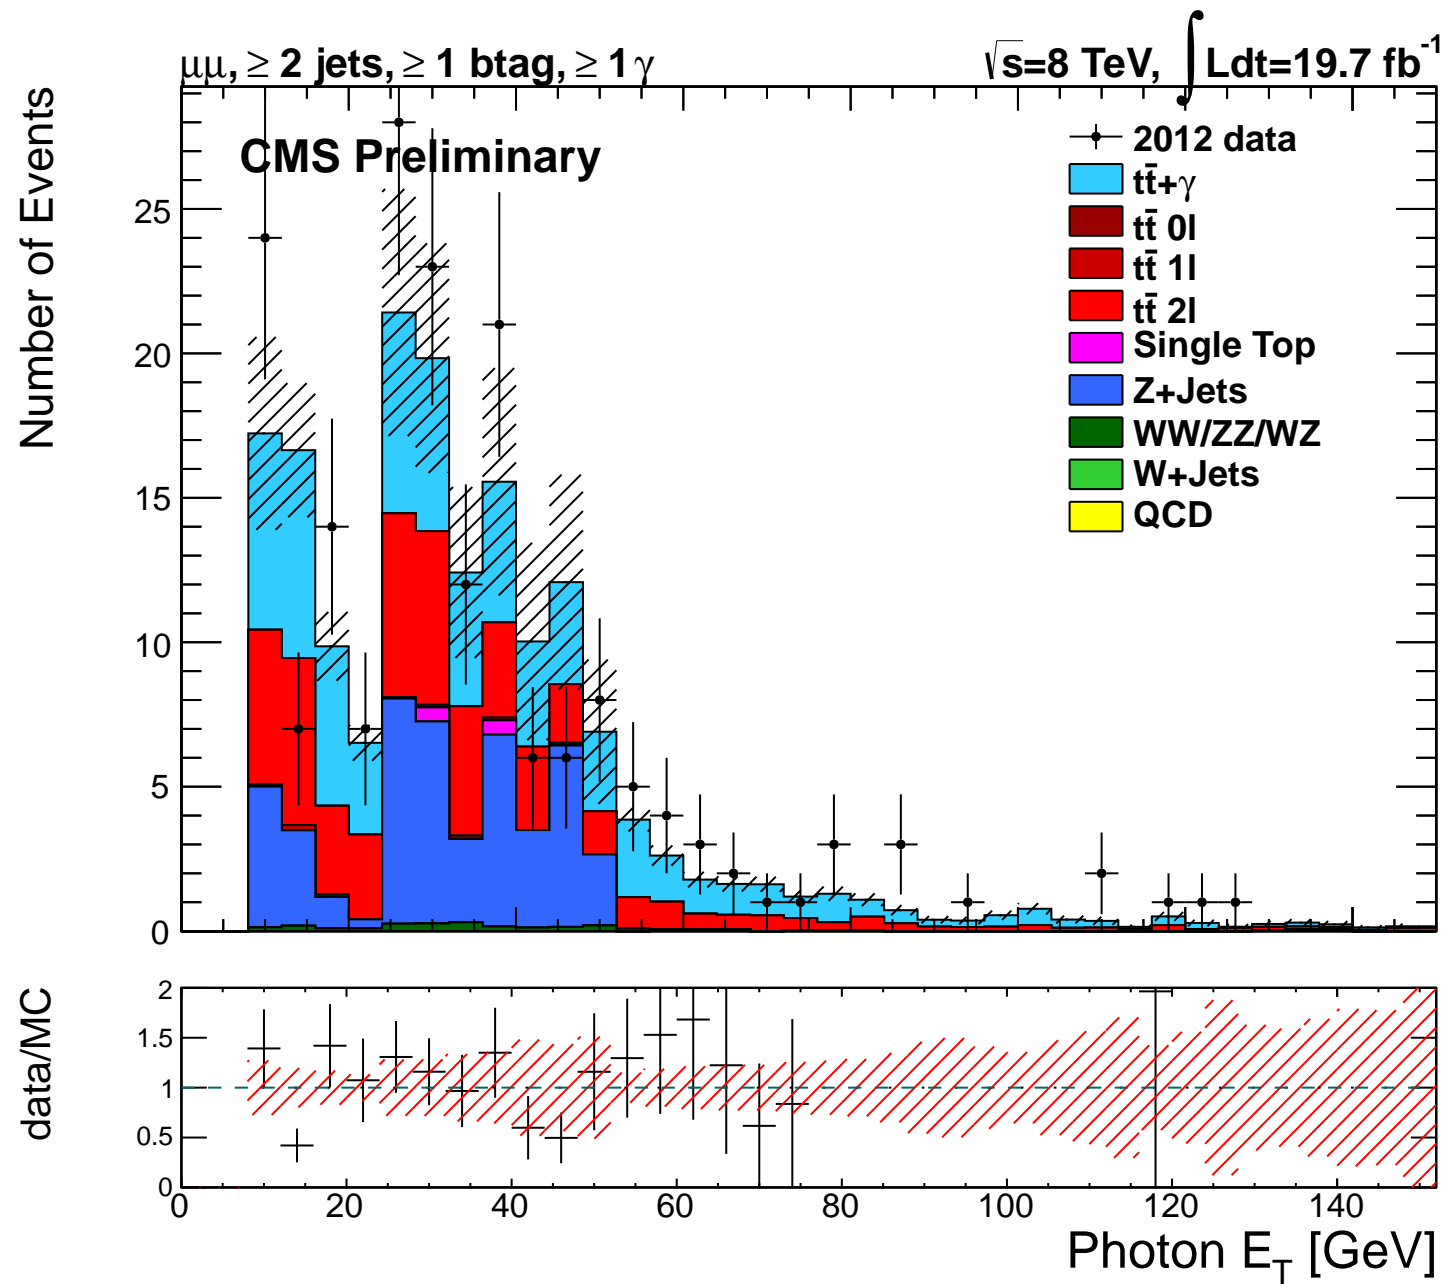 μμ, ≥ 2 jets, ≥ 1 btag, ≥ 1 γ
√s=8 TeV, ∫Ldt=19.7 fb⁻¹
CMS Preliminary
2012 data
tt̄+γ
tt̄ 0l
tt̄ 1l
tt̄ 2l
Single Top
Z+Jets
WW/ZZ/WZ
W+Jets
QCD
Number of Events
25
20
15
10
5
0
data/MC
2
1.5
1
0.5
0
0 20 40 60 80 100 120 140
Photon E_T [GeV]